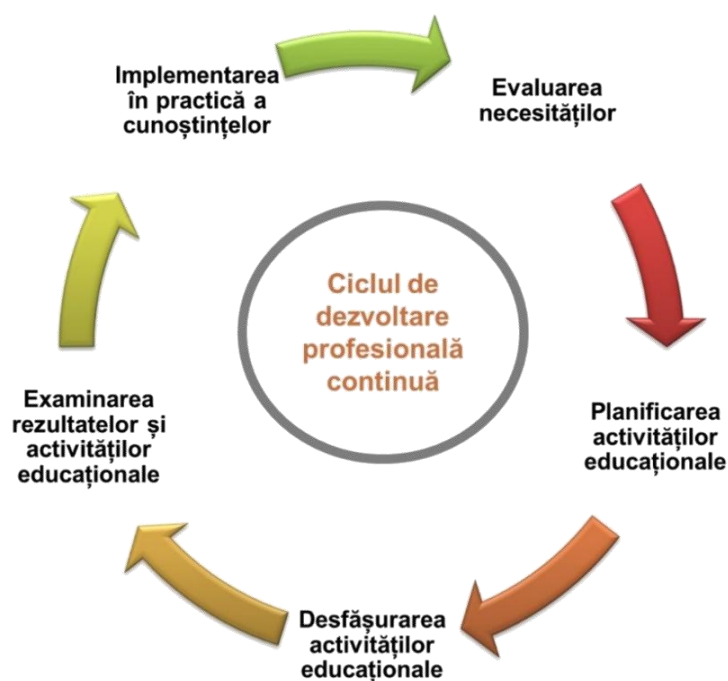 Implementarea
în practică a
cunoștințelor
Evaluarea
necesităților
Ciclul de
dezvoltare
profesională
continuă
Examinarea
rezultatelor și
activităților
educaționale
Planificarea
activităților
educaționale
Desfășurarea
activităților
educaționale